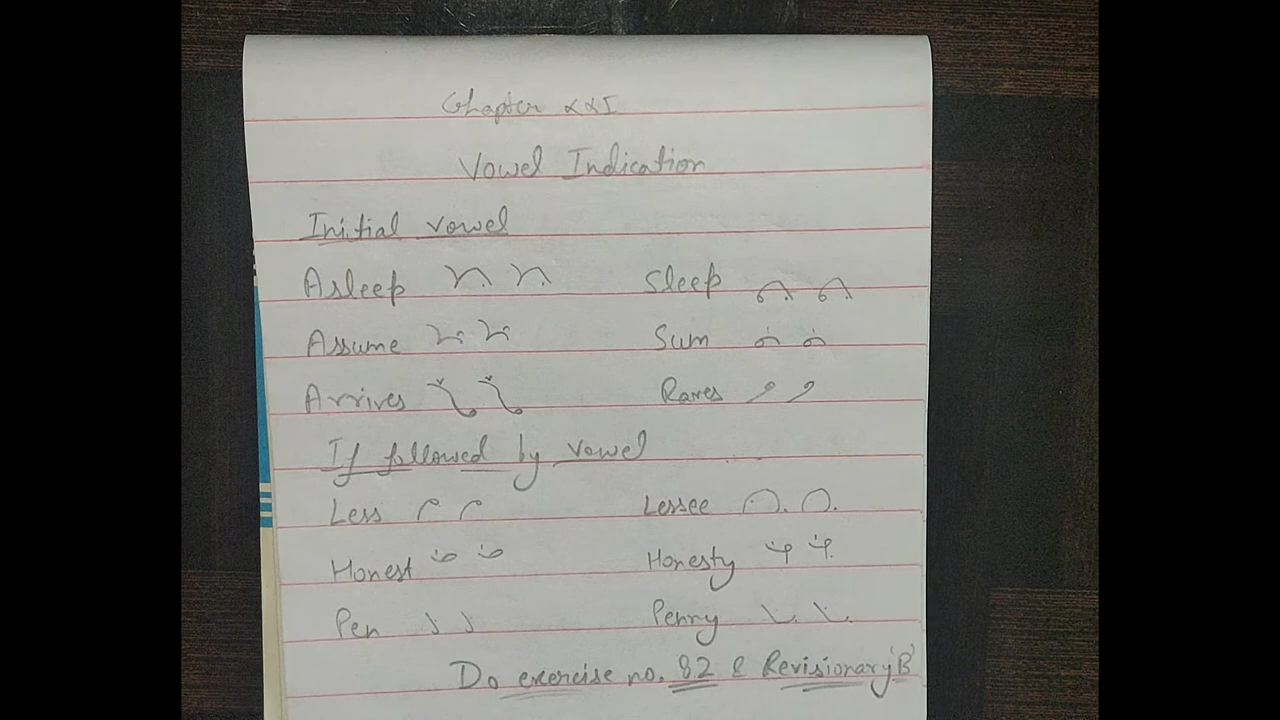 Chapter XXI
Vowel Indication
Initial vowel
Asleep Sleep
Assume Sum
Arrives Rares
If followed by vowel
Less Lessee
Honest Honesty
Pen Penny
Do exercise no. 82 & Revisionary 'B'